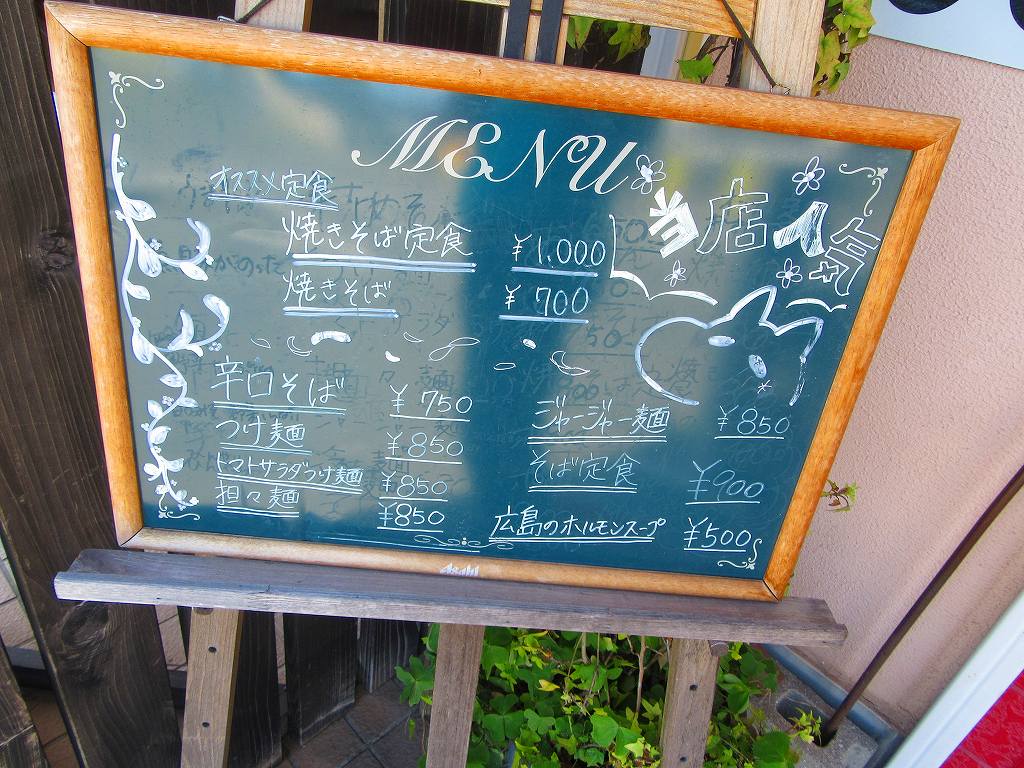 MENU
オススメ定食
当店人気
焼きそば定食 ¥1,000
焼きそば ¥700
辛口そば ¥750
つけ麺 ¥850
トマトサラダつけ麺 ¥850
担々麺 ¥850
ジャージャー麺 ¥850
そば定食 ¥900
広島のホルモンスープ ¥500
Asahi